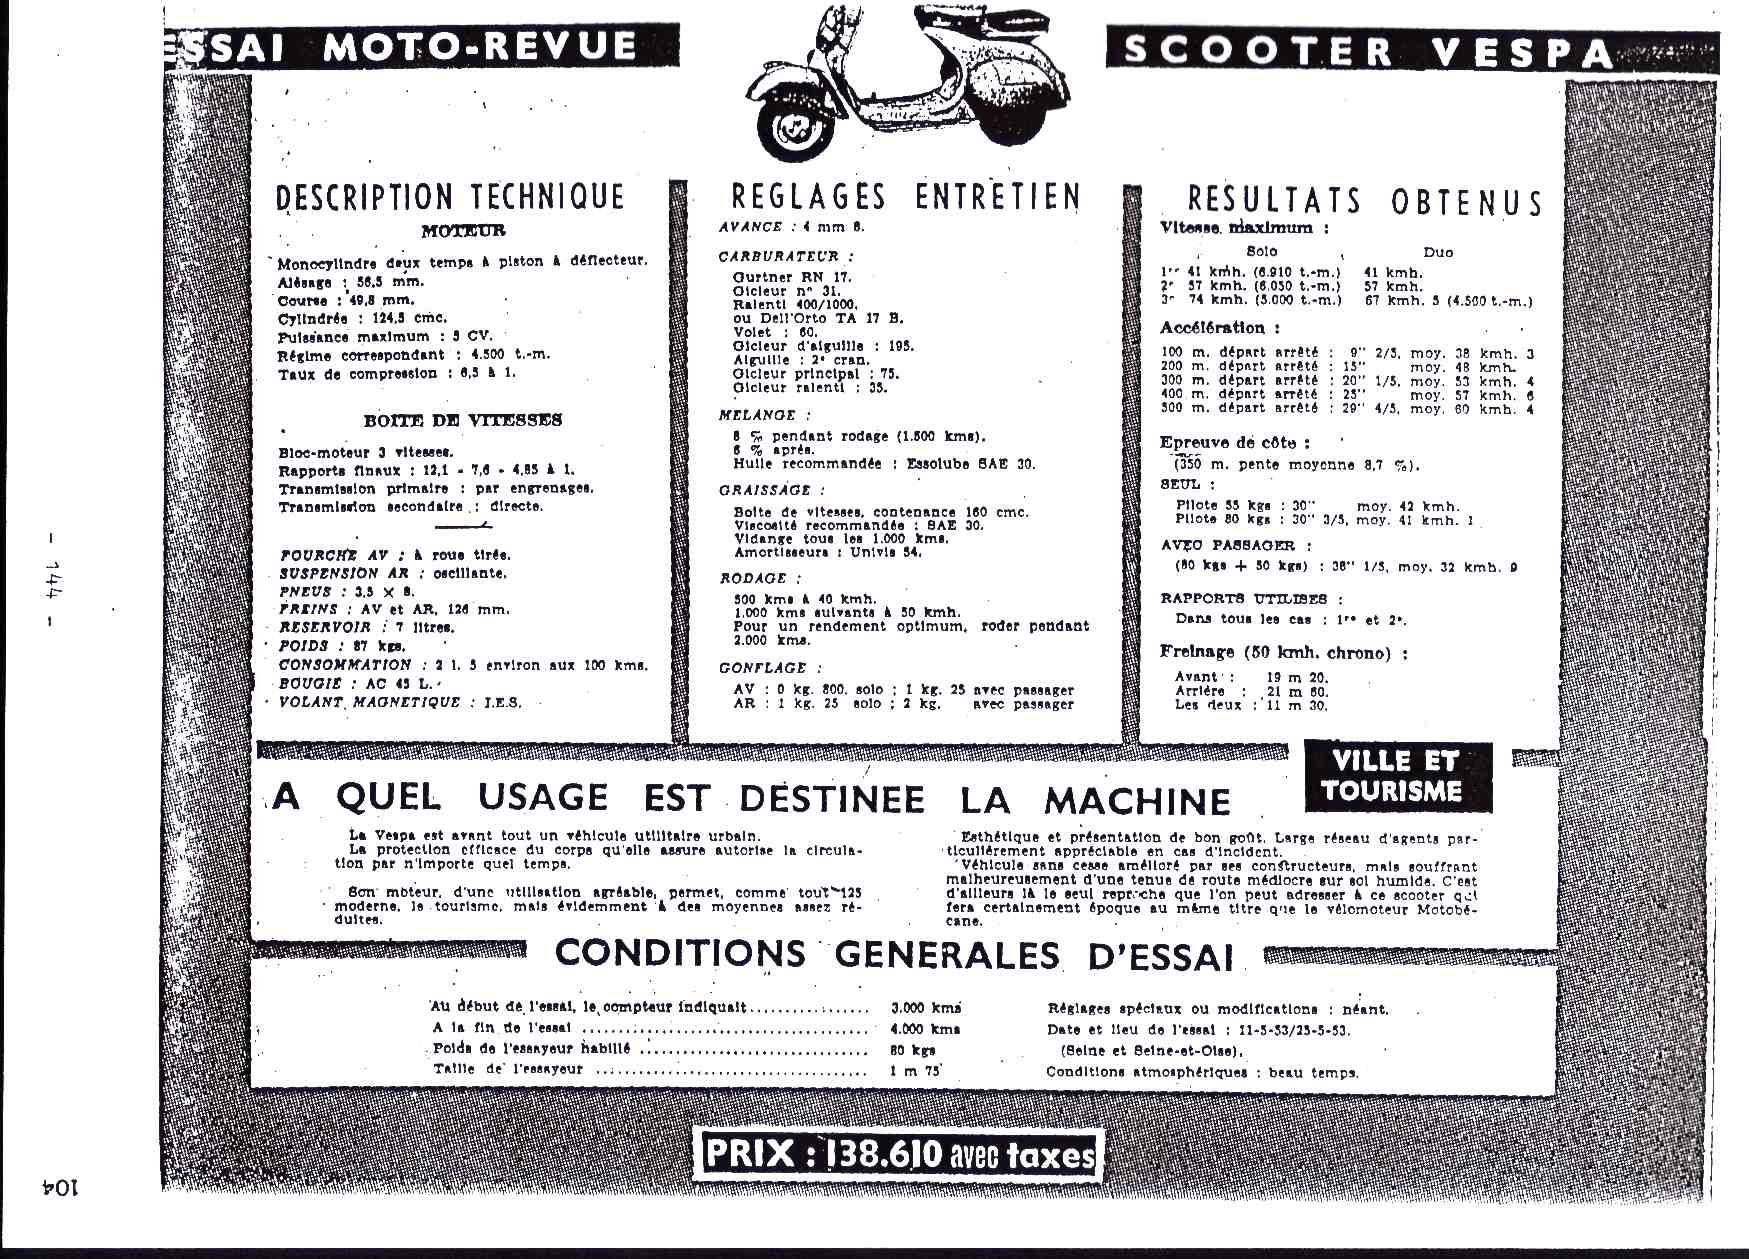 ESSAI MOTO-REVUE
SCOOTER VESPA
DESCRIPTION TECHNIQUE
MOTEUR
Monocylindre deux temps à piston à déflecteur.
Alésage : 56,5 mm.
Course : 49,8 mm.
Cylindrée : 124,5 cmc.
Puissance maximum : 5 CV.
Régime correspondant : 4.500 t.-m.
Taux de compression : 6,5 à 1.
BOITE DE VITESSES
Bloc-moteur 3 vitesses.
Rapports finaux : 12,1 - 7,6 - 4,85 à 1.
Transmission primaire : par engrenages.
Transmission secondaire : directe.
FOURCHE AV : à roue tirée.
SUSPENSION AR : oscillante.
PNEUS : 3,5 × 8.
FREINS : AV et AR, 126 mm.
RESERVOIR : 7 litres.
POIDS : 87 kgs.
CONSOMMATION : 2 l. 5 environ aux 100 kms.
BOUGIE : AC 45 L.
VOLANT MAGNETIQUE : I.E.S.
REGLAGES ENTRETIEN
AVANCE : 4 mm 8.
CARBURATEUR :
Gurtner RN 17.
Gicleur n° 31.
Ralenti 400/1000.
ou Dell'Orto TA 17 B.
Volet : 60.
Gicleur d'aiguille : 195.
Aiguille : 2e cran.
Gicleur principal : 75.
Gicleur ralenti : 35.
MELANGE :
8 % pendant rodage (1.500 kms).
6 % après.
Huile recommandée : Essolube SAE 30.
GRAISSAGE :
Boîte de vitesses, contenance 160 cmc.
Viscosité recommandée : SAE 30.
Vidange tous les 1.000 kms.
Amortisseurs : Univis 54.
RODAGE :
500 kms à 40 kmh.
1.000 kms suivants à 50 kmh.
Pour un rendement optimum, roder pendant
2.000 kms.
GONFLAGE :
AV : 0 kg. 800. solo ; 1 kg. 25 avec passager
AR : 1 kg. 25 solo ; 2 kg. avec passager
RESULTATS OBTENUS
Vitesse maximum :
Solo Duo
1re 41 kmh. (6.910 t.-m.) 41 kmh.
2e 57 kmh. (6.050 t.-m.) 57 kmh.
3e 74 kmh. (5.000 t.-m.) 67 kmh. 5 (4.500 t.-m.)
Accélération :
100 m. départ arrêté : 9" 2/5, moy. 38 kmh. 3
200 m. départ arrêté : 15" moy. 48 kmh.
300 m. départ arrêté : 20" 1/5, moy. 53 kmh. 4
400 m. départ arrêté : 25" moy. 57 kmh. 6
500 m. départ arrêté : 29" 4/5, moy. 60 kmh. 4
Epreuve de côte :
(350 m. pente moyenne 8,7 %).
SEUL :
Pilote 55 kgs : 30" moy. 42 kmh.
Pilote 80 kgs : 30" 3/5, moy. 41 kmh. 1
AVEC PASSAGER :
(80 kgs + 50 kgs) : 38" 1/5, moy. 32 kmh. 9
RAPPORTS UTILISES :
Dans tous les cas : 1re et 2e.
Freinage (50 kmh. chrono) :
Avant : 19 m 20.
Arrière : 21 m 60.
Les deux : 11 m 30.
VILLE ET
TOURISME
A QUEL USAGE EST DESTINEE LA MACHINE
La Vespa est avant tout un véhicule utilitaire urbain.
La protection efficace du corps qu'elle assure autorise la circula-
tion par n'importe quel temps.
Son moteur, d'une utilisation agréable, permet, comme tout 125
moderne, le tourisme, mais évidemment à des moyennes assez ré-
duites.
Esthétique et présentation de bon goût. Large réseau d'agents par-
ticulièrement appréciable en cas d'incident.
Véhicule sans cesse amélioré par ses constructeurs, mais souffrant
malheureusement d'une tenue de route médiocre sur sol humide. C'est
d'ailleurs là le seul reproche que l'on peut adresser à ce scooter qui
fera certainement époque au même titre que le vélomoteur Motobé-
cane.
CONDITIONS GENERALES D'ESSAI
Au début de l'essai, le compteur indiquait................. 3.000 kms
A la fin de l'essai ........................................ 4.000 kms
Poids de l'essayeur habillé ................................ 80 kgs
Taille de l'essayeur ...................................... 1 m 75
Réglages spéciaux ou modifications : néant.
Date et lieu de l'essai : 11-5-53/25-5-53.
(Seine et Seine-et-Oise).
Conditions atmosphériques : beau temps.
PRIX : 138.610 avec taxes
- 144 -
104